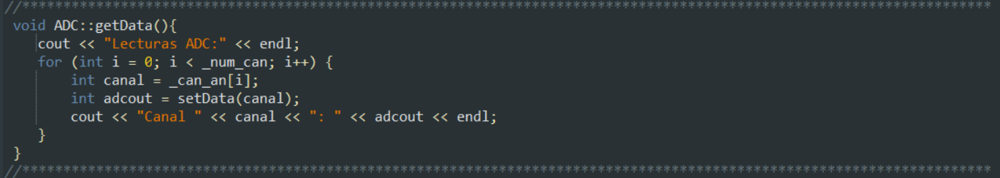 //**********************************************************************************************************************
void ADC::getData(){
    cout << "Lecturas ADC:" << endl;
    for (int i = 0; i < _num_can; i++) {
        int canal = _can_an[i];
        int adcout = setData(canal);
        cout << "Canal " << canal << ": " << adcout << endl;
    }
}
//**********************************************************************************************************************